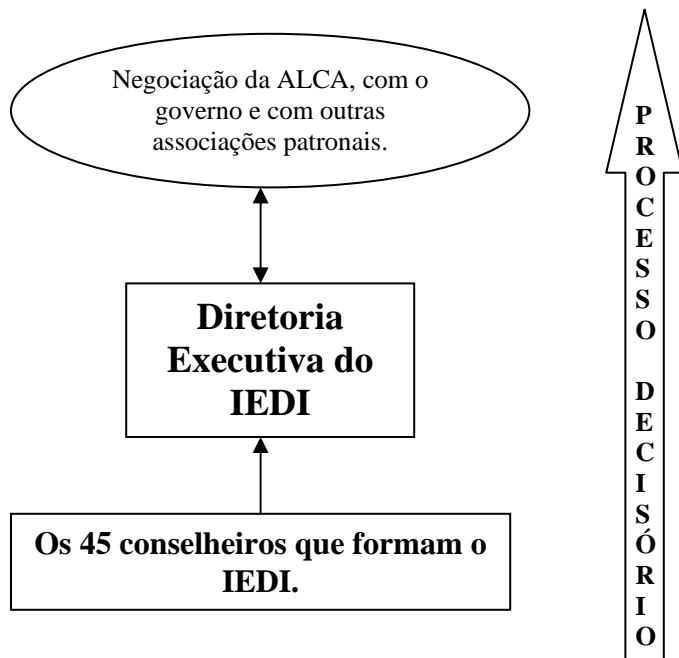 Negociação da ALCA, com o
governo e com outras
associações patronais.
Diretoria
Executiva do
IEDI
Os 45 conselheiros que formam o
IEDI.
P
R
O
C
E
S
S
O
D
E
C
I
S
Ó
R
I
O